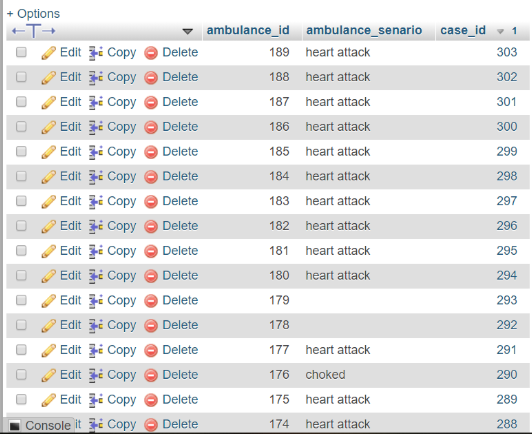 + Options
ambulance_id ambulance_senario case_id 1
Edit Copy Delete 189 heart attack 303
Edit Copy Delete 188 heart attack 302
Edit Copy Delete 187 heart attack 301
Edit Copy Delete 186 heart attack 300
Edit Copy Delete 185 heart attack 299
Edit Copy Delete 184 heart attack 298
Edit Copy Delete 183 heart attack 297
Edit Copy Delete 182 heart attack 296
Edit Copy Delete 181 heart attack 295
Edit Copy Delete 180 heart attack 294
Edit Copy Delete 179 293
Edit Copy Delete 178 292
Edit Copy Delete 177 heart attack 291
Edit Copy Delete 176 choked 290
Edit Copy Delete 175 heart attack 289
Console it Copy Delete 174 heart attack 288